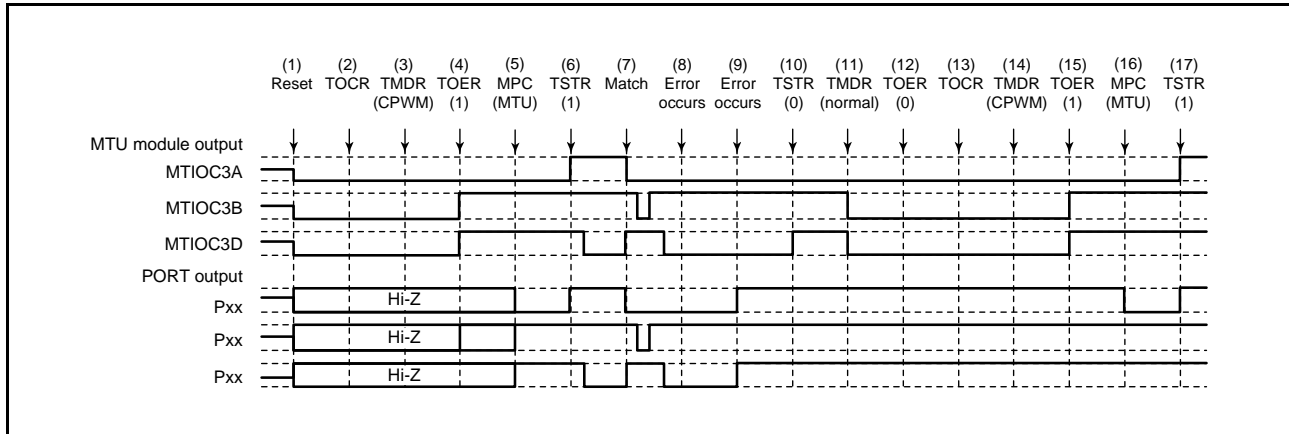 (1) (2) (3) (4) (5) (6) (7) (8) (9) (10) (11) (12) (13) (14) (15) (16) (17)
Reset TOCR TMDR TOER MPC TSTR Match Error Error TSTR TMDR TOER TOCR TMDR TOER MPC TSTR
(CPWM) (1) (MTU) (1) occurs occurs (0) (normal) (0) (CPWM) (1) (MTU) (1)
MTU module output
MTIOC3A
MTIOC3B
MTIOC3D
PORT output
Pxx Hi-Z
Pxx Hi-Z
Pxx Hi-Z